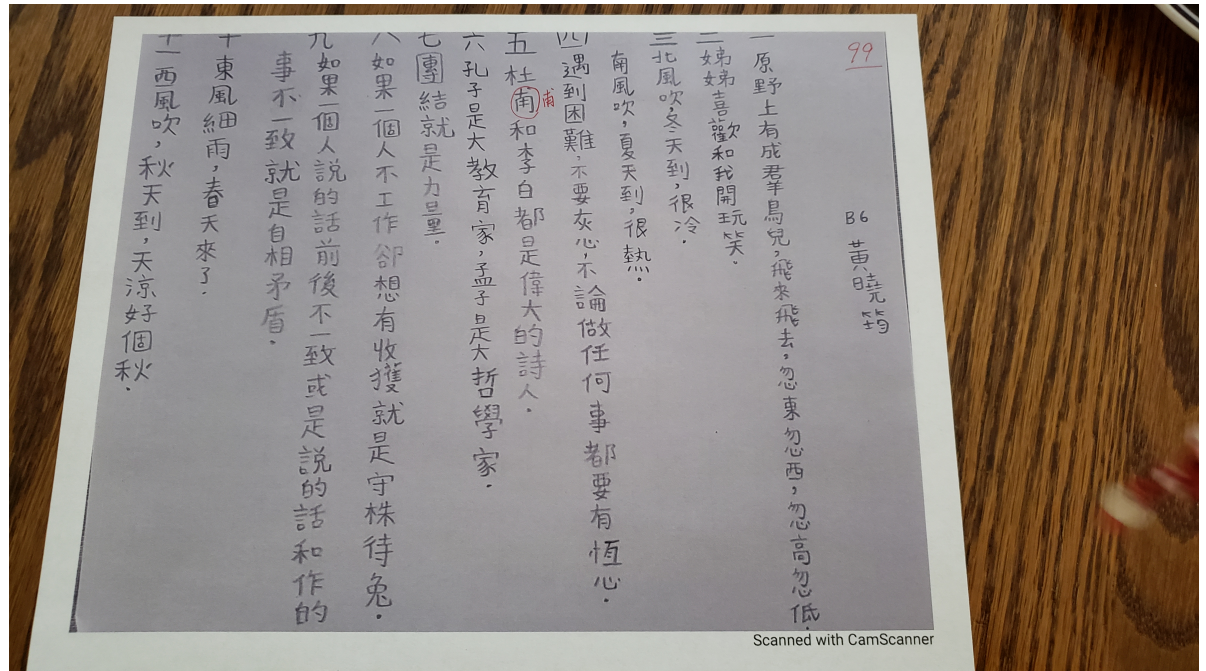 99
B6 黃曉筠
一 原野上有成羣鳥兒，飛來飛去，忽東忽西，忽高忽低．
二 娣娣喜歡和我開玩笑．
三 北風吹，冬天到，很冷．
南風吹，夏天到，很熱．
四 遇到困難，不要灰心，不論做任何事都要有恆心．
五 杜甫和李白都是偉大的詩人．
甫
六 孔子是大教育家，孟子是大哲學家．
七 團結就是力量．
八 如果一個人不工作卻想有收獲就是守株待兔．
九 如果一個人說的話前後不一致或是說的話和作的
事不一致就是自相矛盾．
十 東風細雨，春天來了．
十一 西風吹，秋天到，天涼好個秋．
Scanned with CamScanner